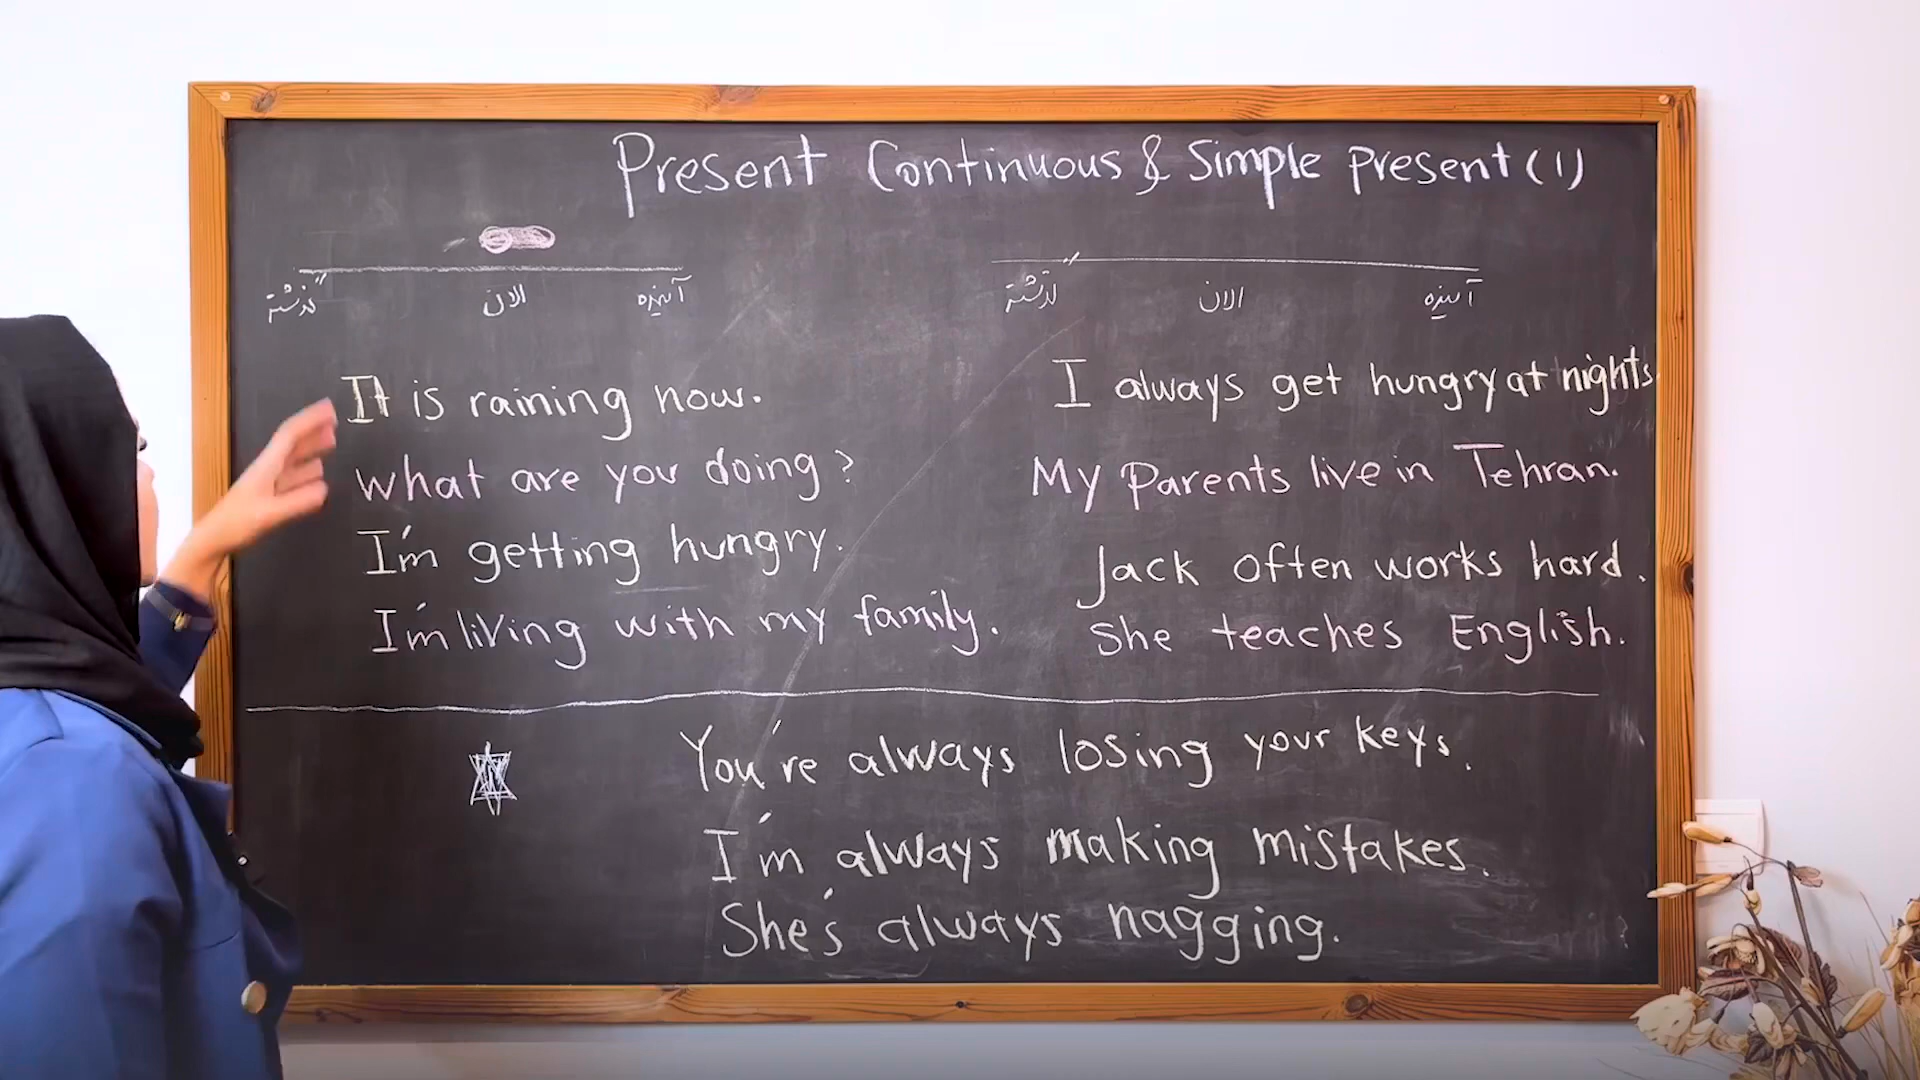 Present Continuous & Simple present (1)
گذشته الان آینده
گذشته الان آینده
It is raining now.
what are you doing?
I'm getting hungry.
I'm living with my family.
I always get hungry at nights.
My Parents live in Tehran.
Jack often works hard.
She teaches English.
You're always losing your keys.
I'm always making mistakes.
She's always nagging.